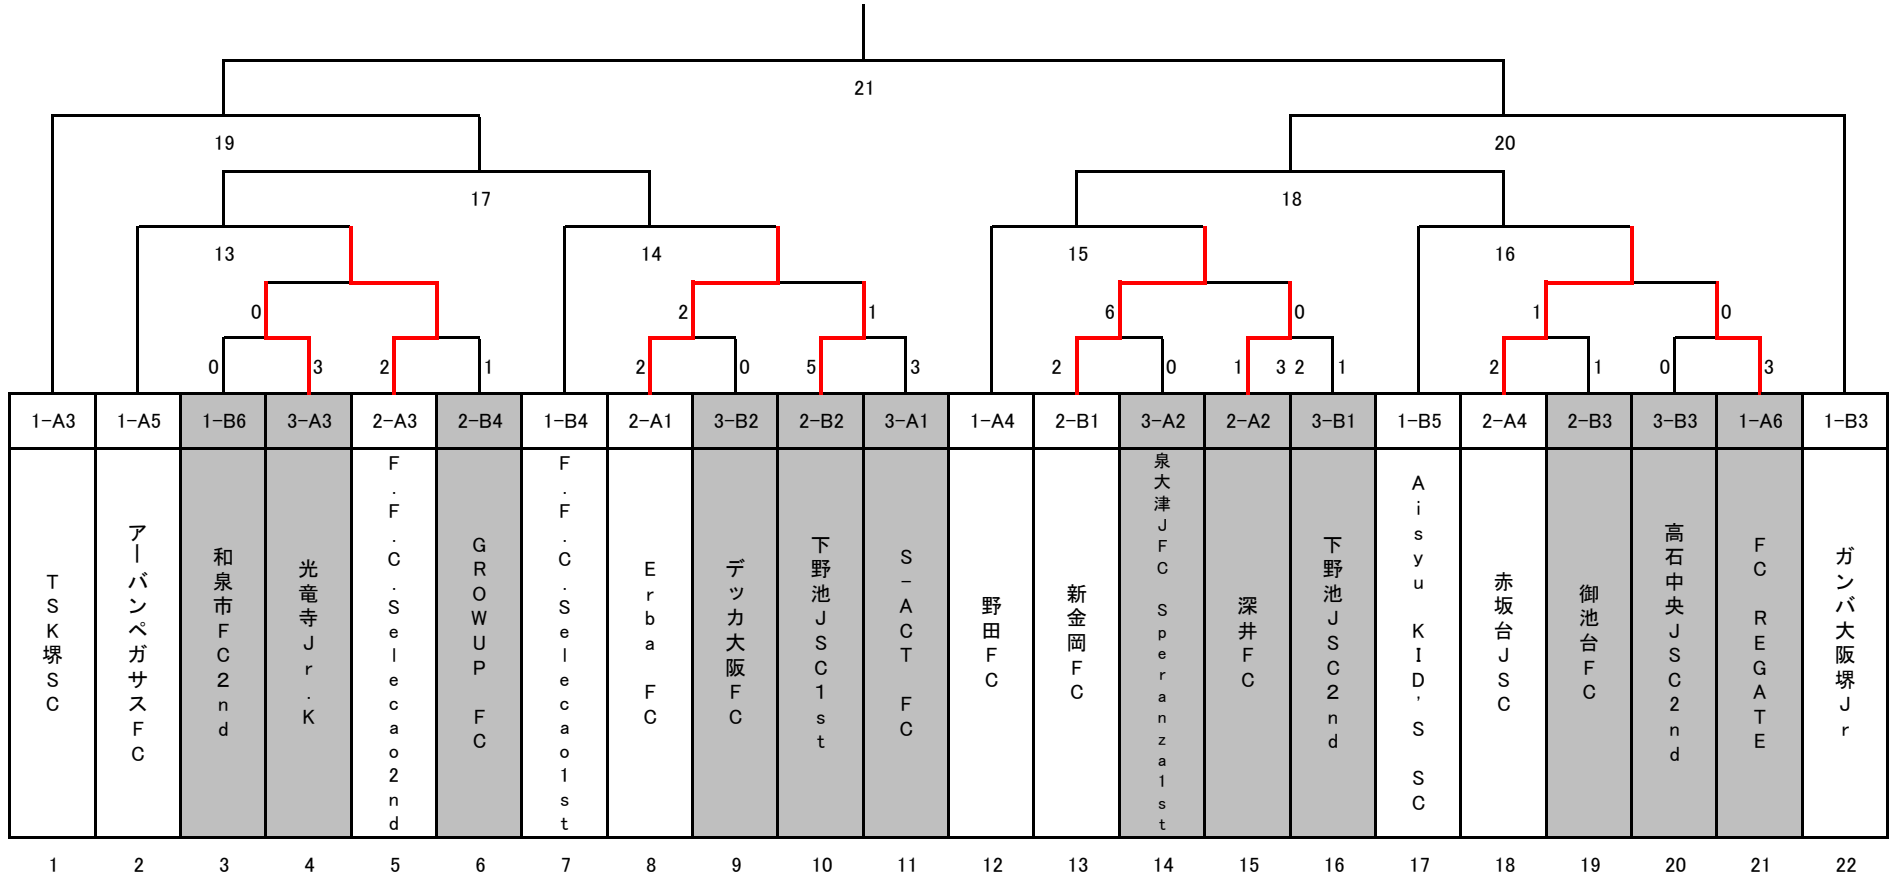 21
19 20
17 18
13 14 15 16
0 2 1 6 0 1 0
0 3 2 1 2 0 5 3 2 0 1 3 2 1 2 1 0 3
1-A3 1-A5 1-B6 3-A3 2-A3 2-B4 1-B4 2-A1 3-B2 2-B2 3-A1 1-A4 2-B1 3-A2 2-A2 3-B1 1-B5 2-A4 2-B3 3-B3 1-A6 1-B3
TSK堺SC
アーバンペガサスFC
和泉市FC2nd
光竜寺Jr.K
F.F.C.Selecao2nd
GROWUP FC
F.F.C.Selecao1st
Erba FC
デッカ大阪FC
下野池JSC1st
S-ACT FC
野田FC
新金岡FC
泉大津JFC Speranza1st
深井FC
下野池JSC2nd
Aisyu KID'S SC
赤坂台JSC
御池台FC
高石中央JSC2nd
FC REGATE
ガンバ大阪堺Jr
1 2 3 4 5 6 7 8 9 10 11 12 13 14 15 16 17 18 19 20 21 22